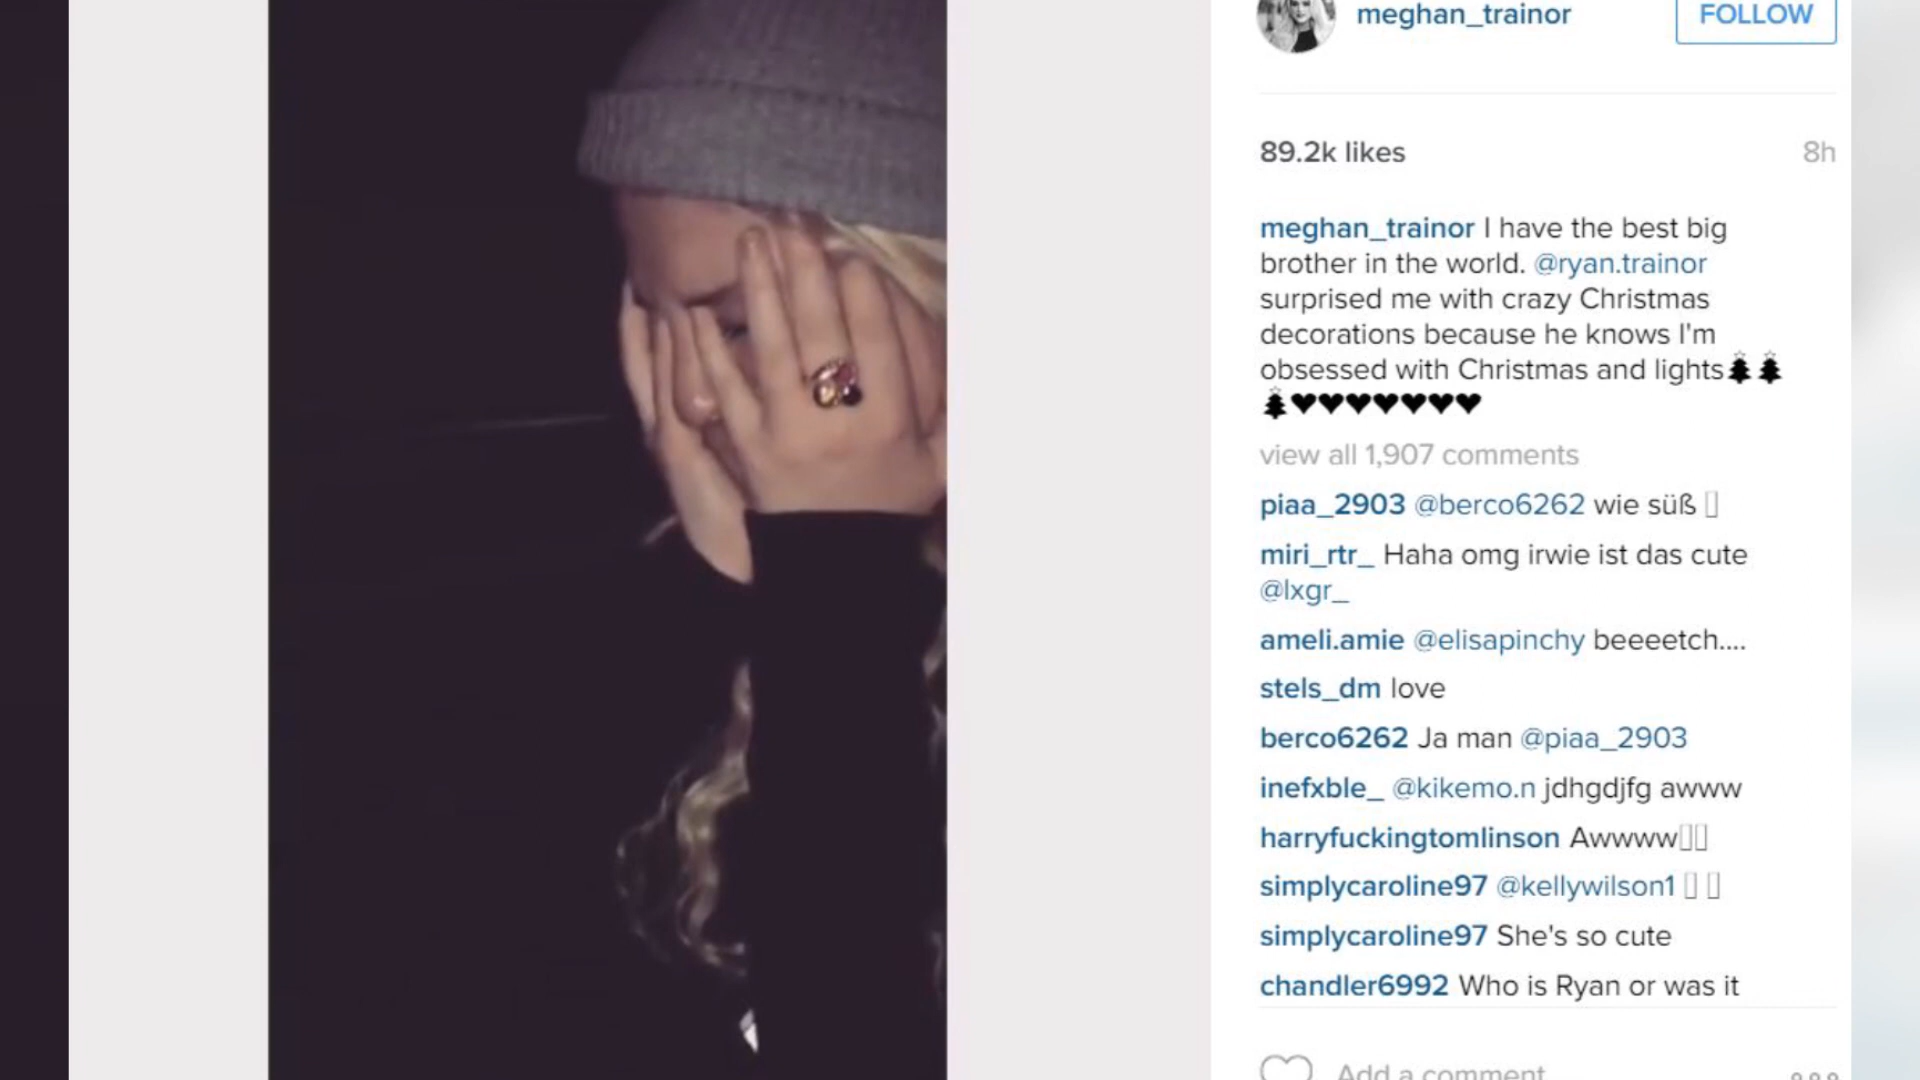 meghan_trainor
FOLLOW
89.2k likes
8h
meghan_trainor I have the best big
brother in the world. @ryan.trainor
surprised me with crazy Christmas
decorations because he knows I'm
obsessed with Christmas and lights🎄🎄
🎄❤❤❤❤❤❤❤
view all 1,907 comments
piaa_2903 @berco6262 wie süß
miri_rtr_ Haha omg irwie ist das cute
@lxgr_
ameli.amie @elisapinchy beeeetch....
stels_dm love
berco6262 Ja man @piaa_2903
inefxble_ @kikemo.n jdhgdjfg awww
harryfuckingtomlinson Awwww
simplycaroline97 @kellywilson1
simplycaroline97 She's so cute
chandler6992 Who is Ryan or was it
Add a comment